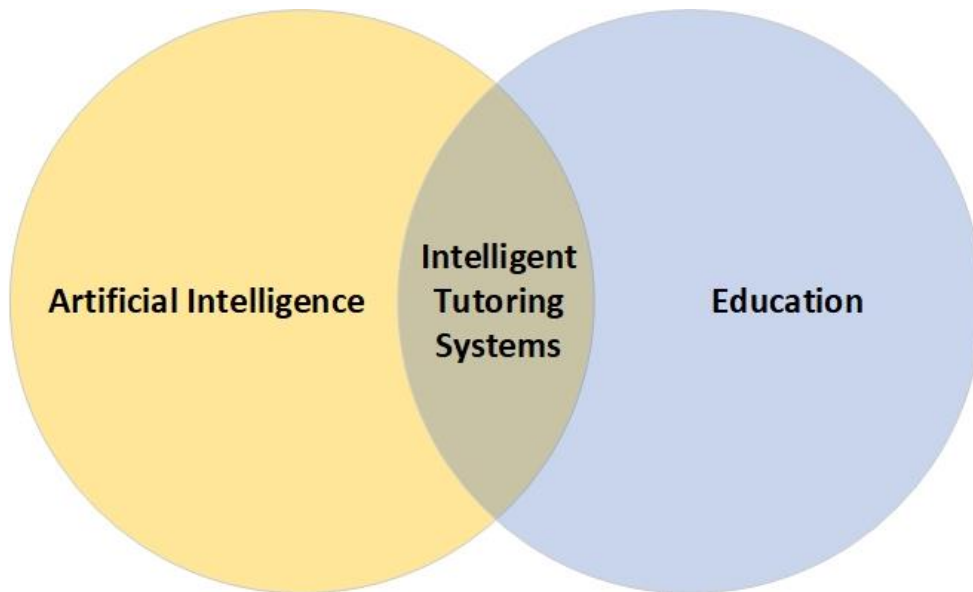 Artificial Intelligence
Intelligent
Tutoring
Systems
Education